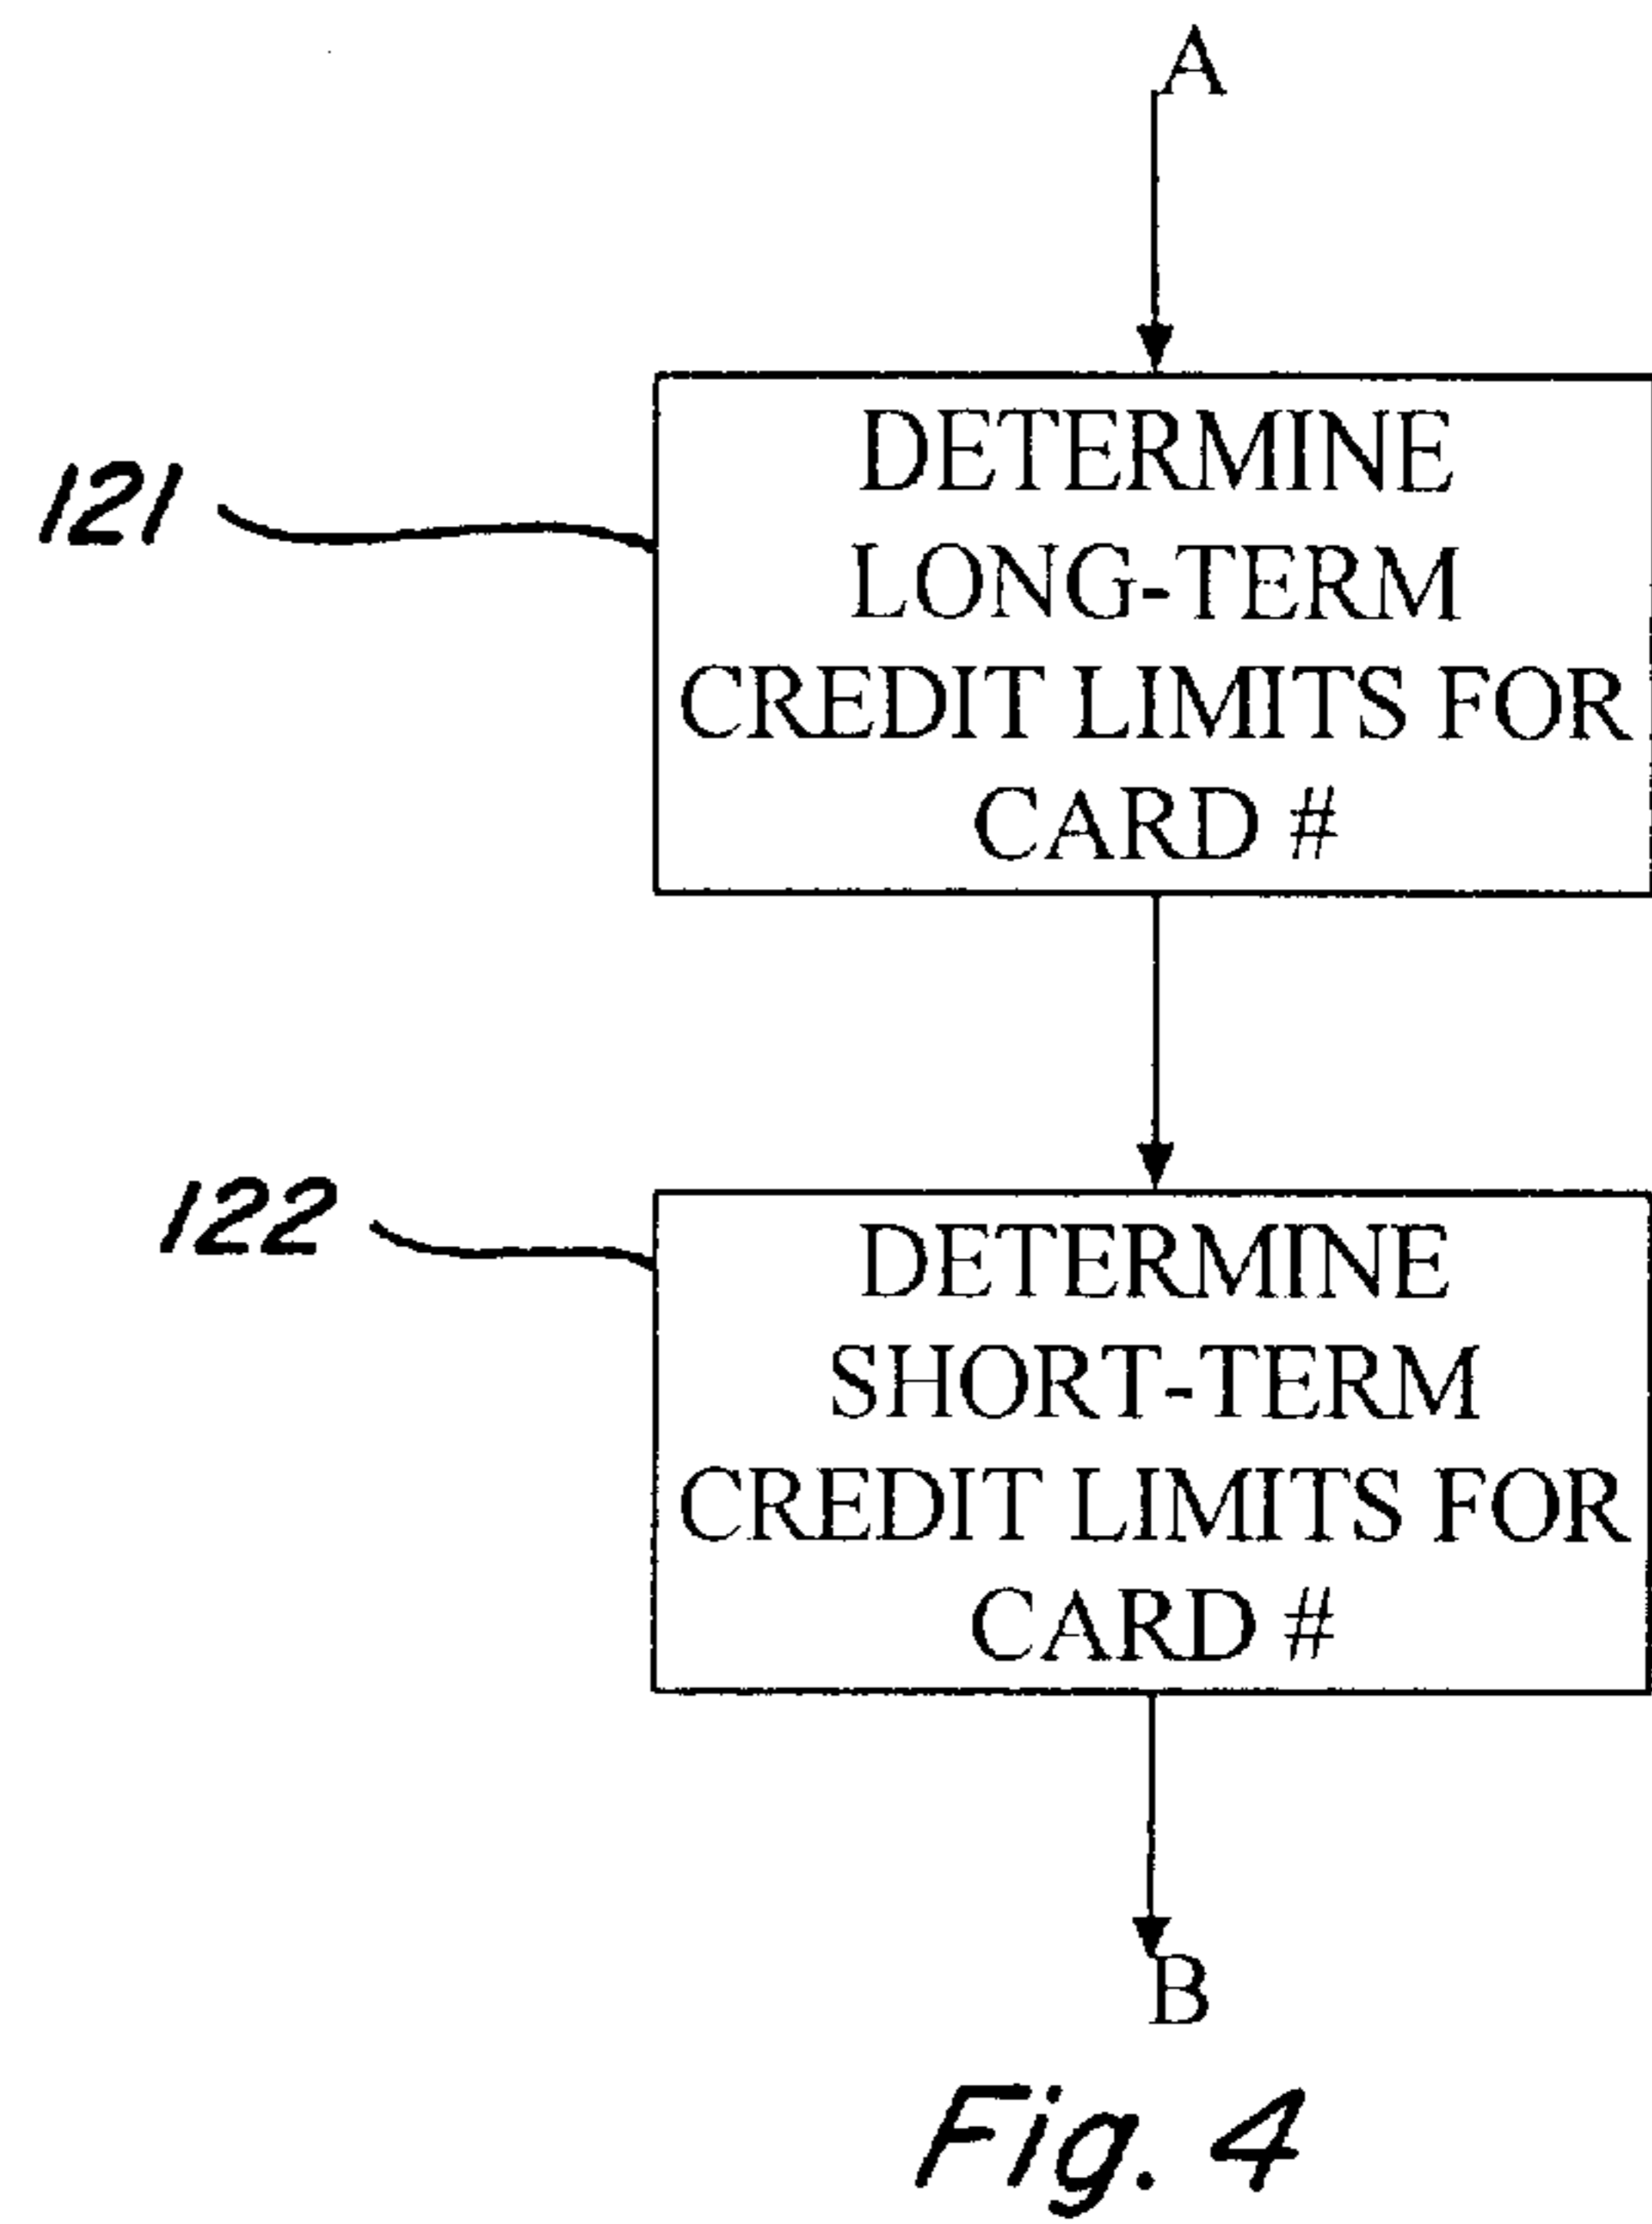 A
121
DETERMINE
LONG-TERM
CREDIT LIMITS FOR
CARD #
122
DETERMINE
SHORT-TERM
CREDIT LIMITS FOR
CARD #
B
Fig. 4